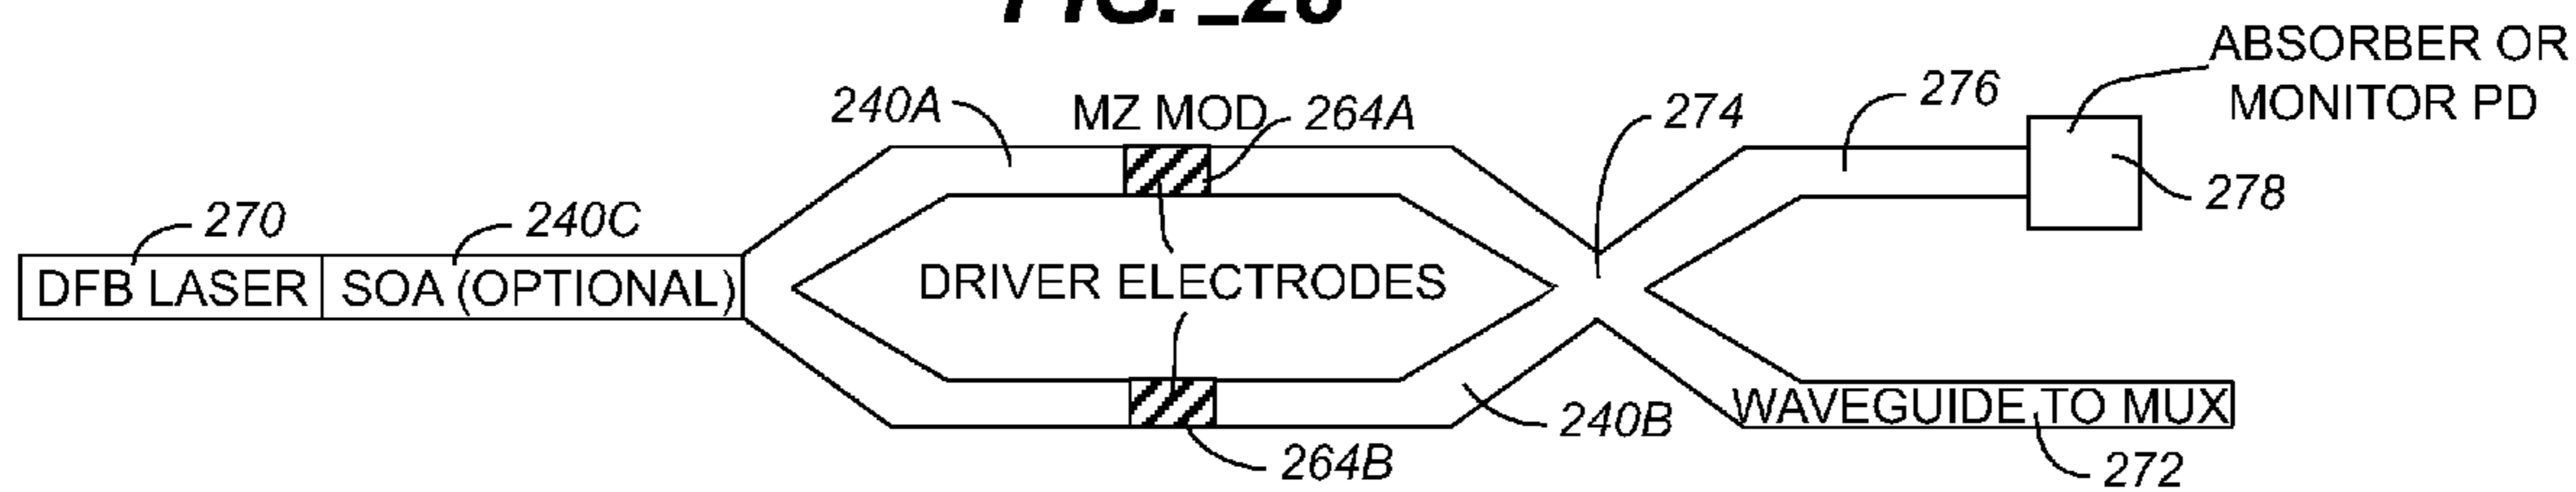 ABSORBER OR
MONITOR PD
240A
MZ MOD
264A
274
276
278
270
240C
DFB LASER
SOA (OPTIONAL)
DRIVER ELECTRODES
WAVEGUIDE TO MUX
240B
264B
272